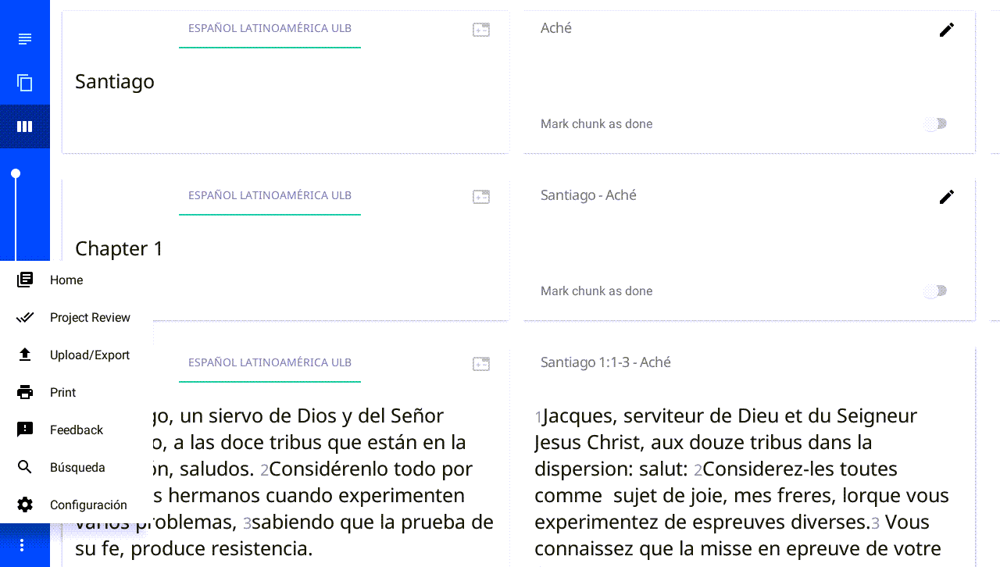 ESPAÑOL LATINOAMÉRICA ULB
Santiago
Aché
Mark chunk as done
ESPAÑOL LATINOAMÉRICA ULB
Chapter 1
Santiago - Aché
Mark chunk as done
Home
Project Review
Upload/Export
Print
Feedback
Búsqueda
Configuración
ESPAÑOL LATINOAMÉRICA ULB
go, un siervo de Dios y del Señor
o, a las doce tribus que están en la
ón, saludos. 2Considérenlo todo por
s hermanos cuando experimenten
varios problemas, 3sabiendo que la prueba de
su fe, produce resistencia.
Santiago 1:1-3 - Aché
1Jacques, serviteur de Dieu et du Seigneur
Jesus Christ, aux douze tribus dans la
dispersion: salut: 2Considerez-les toutes
comme  sujet de joie, mes freres, lorque vous
experimentez de espreuves diverses.3 Vous
connaissez que la misse en epreuve de votre